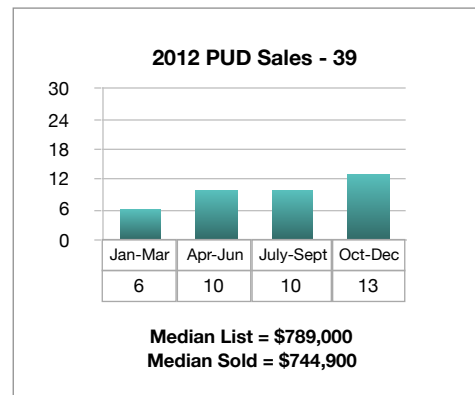 2012 PUD Sales - 39
30
24
18
12
6
0
Jan-Mar Apr-Jun July-Sept Oct-Dec
6 10 10 13
Median List = $789,000
Median Sold = $744,900